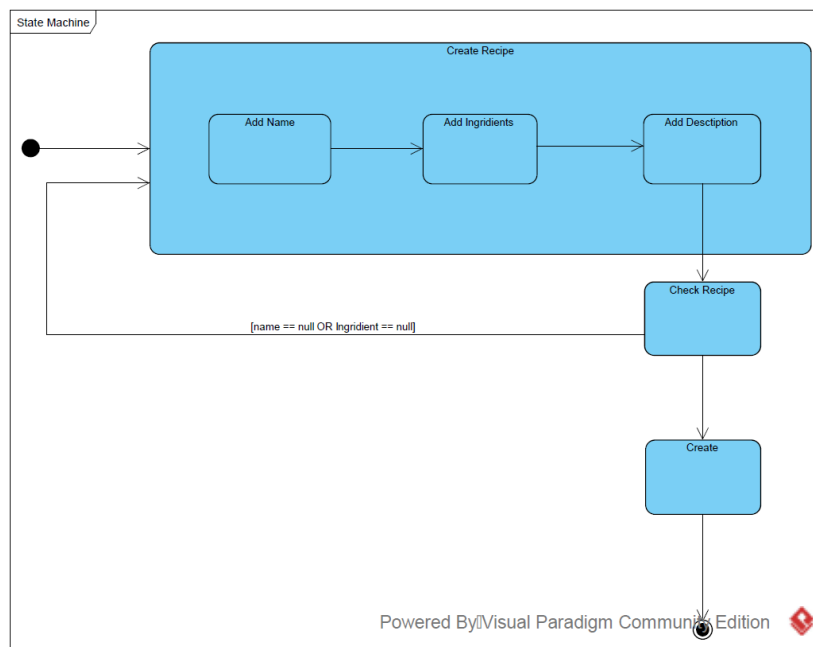 State Machine
Create Recipe
Add Name
Add Ingridients
Add Desctiption
Check Recipe
[name == null OR Ingridient == null]
Create
Powered By Visual Paradigm Community Edition